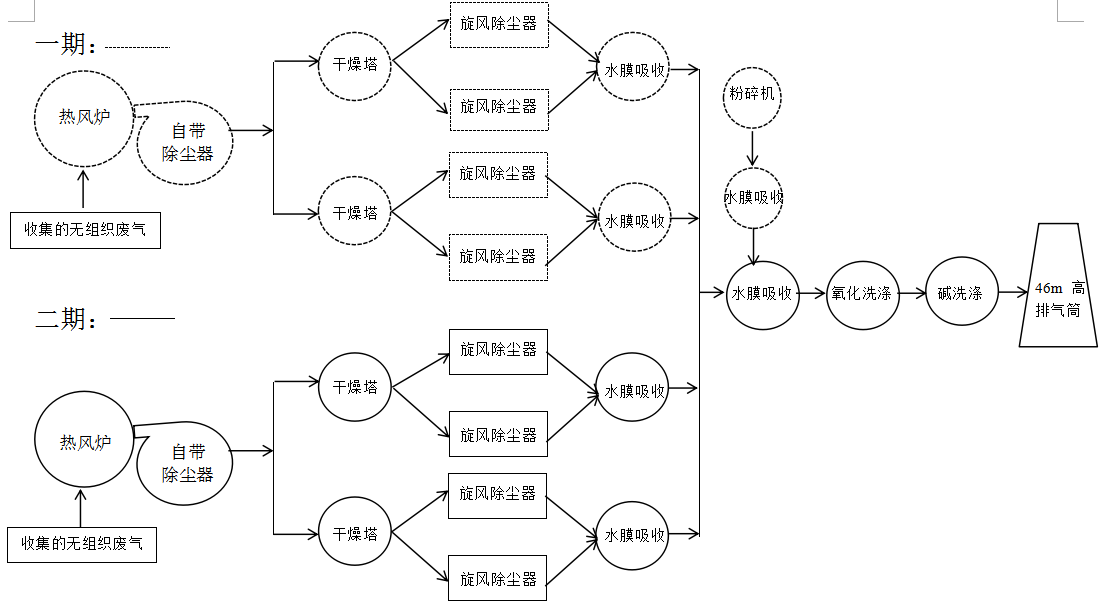 一期：
热风炉
自带
除尘器
收集的无组织废气
干燥塔
旋风除尘器
旋风除尘器
水膜吸收
干燥塔
旋风除尘器
旋风除尘器
水膜吸收
粉碎机
水膜吸收
水膜吸收
氧化洗涤
碱洗涤
46m 高
排气筒
二期：
热风炉
自带
除尘器
收集的无组织废气
干燥塔
旋风除尘器
旋风除尘器
水膜吸收
干燥塔
旋风除尘器
旋风除尘器
水膜吸收